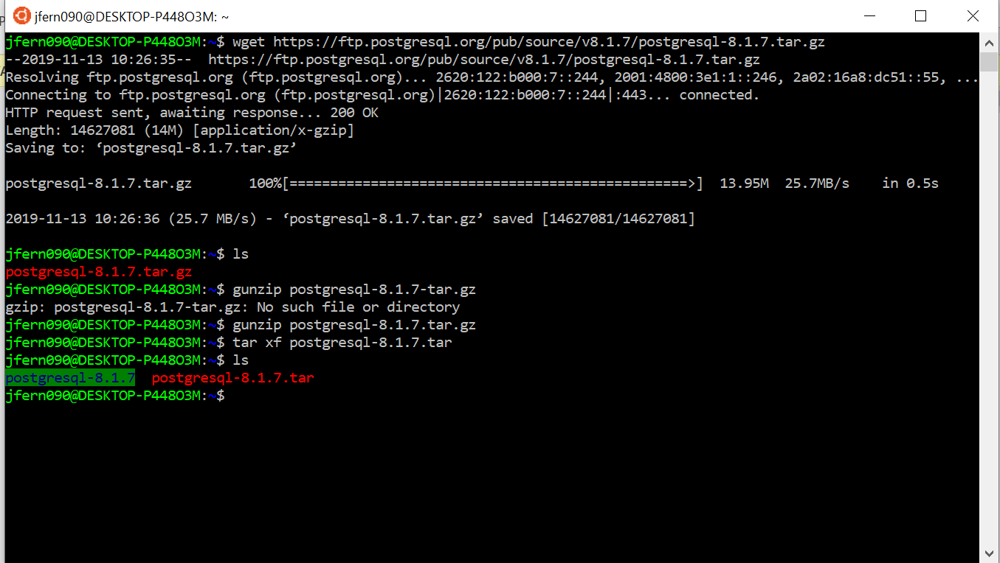 jfern090@DESKTOP-P448O3M: ~
jfern090@DESKTOP-P448O3M:~$ wget https://ftp.postgresql.org/pub/source/v8.1.7/postgresql-8.1.7.tar.gz
--2019-11-13 10:26:35--  https://ftp.postgresql.org/pub/source/v8.1.7/postgresql-8.1.7.tar.gz
Resolving ftp.postgresql.org (ftp.postgresql.org)... 2620:122:b000:7::244, 2001:4800:3e1:1::246, 2a02:16a8:dc51::55, ...
Connecting to ftp.postgresql.org (ftp.postgresql.org)|2620:122:b000:7::244|:443... connected.
HTTP request sent, awaiting response... 200 OK
Length: 14627081 (14M) [application/x-gzip]
Saving to: ‘postgresql-8.1.7.tar.gz’
postgresql-8.1.7.tar.gz       100%[=================================================>]  13.95M  25.7MB/s    in 0.5s
2019-11-13 10:26:36 (25.7 MB/s) - ‘postgresql-8.1.7.tar.gz’ saved [14627081/14627081]
jfern090@DESKTOP-P448O3M:~$ ls
postgresql-8.1.7.tar.gz
jfern090@DESKTOP-P448O3M:~$ gunzip postgresql-8.1.7-tar.gz
gzip: postgresql-8.1.7-tar.gz: No such file or directory
jfern090@DESKTOP-P448O3M:~$ gunzip postgresql-8.1.7.tar.gz
jfern090@DESKTOP-P448O3M:~$ tar xf postgresql-8.1.7.tar
jfern090@DESKTOP-P448O3M:~$ ls
postgresql-8.1.7  postgresql-8.1.7.tar
jfern090@DESKTOP-P448O3M:~$